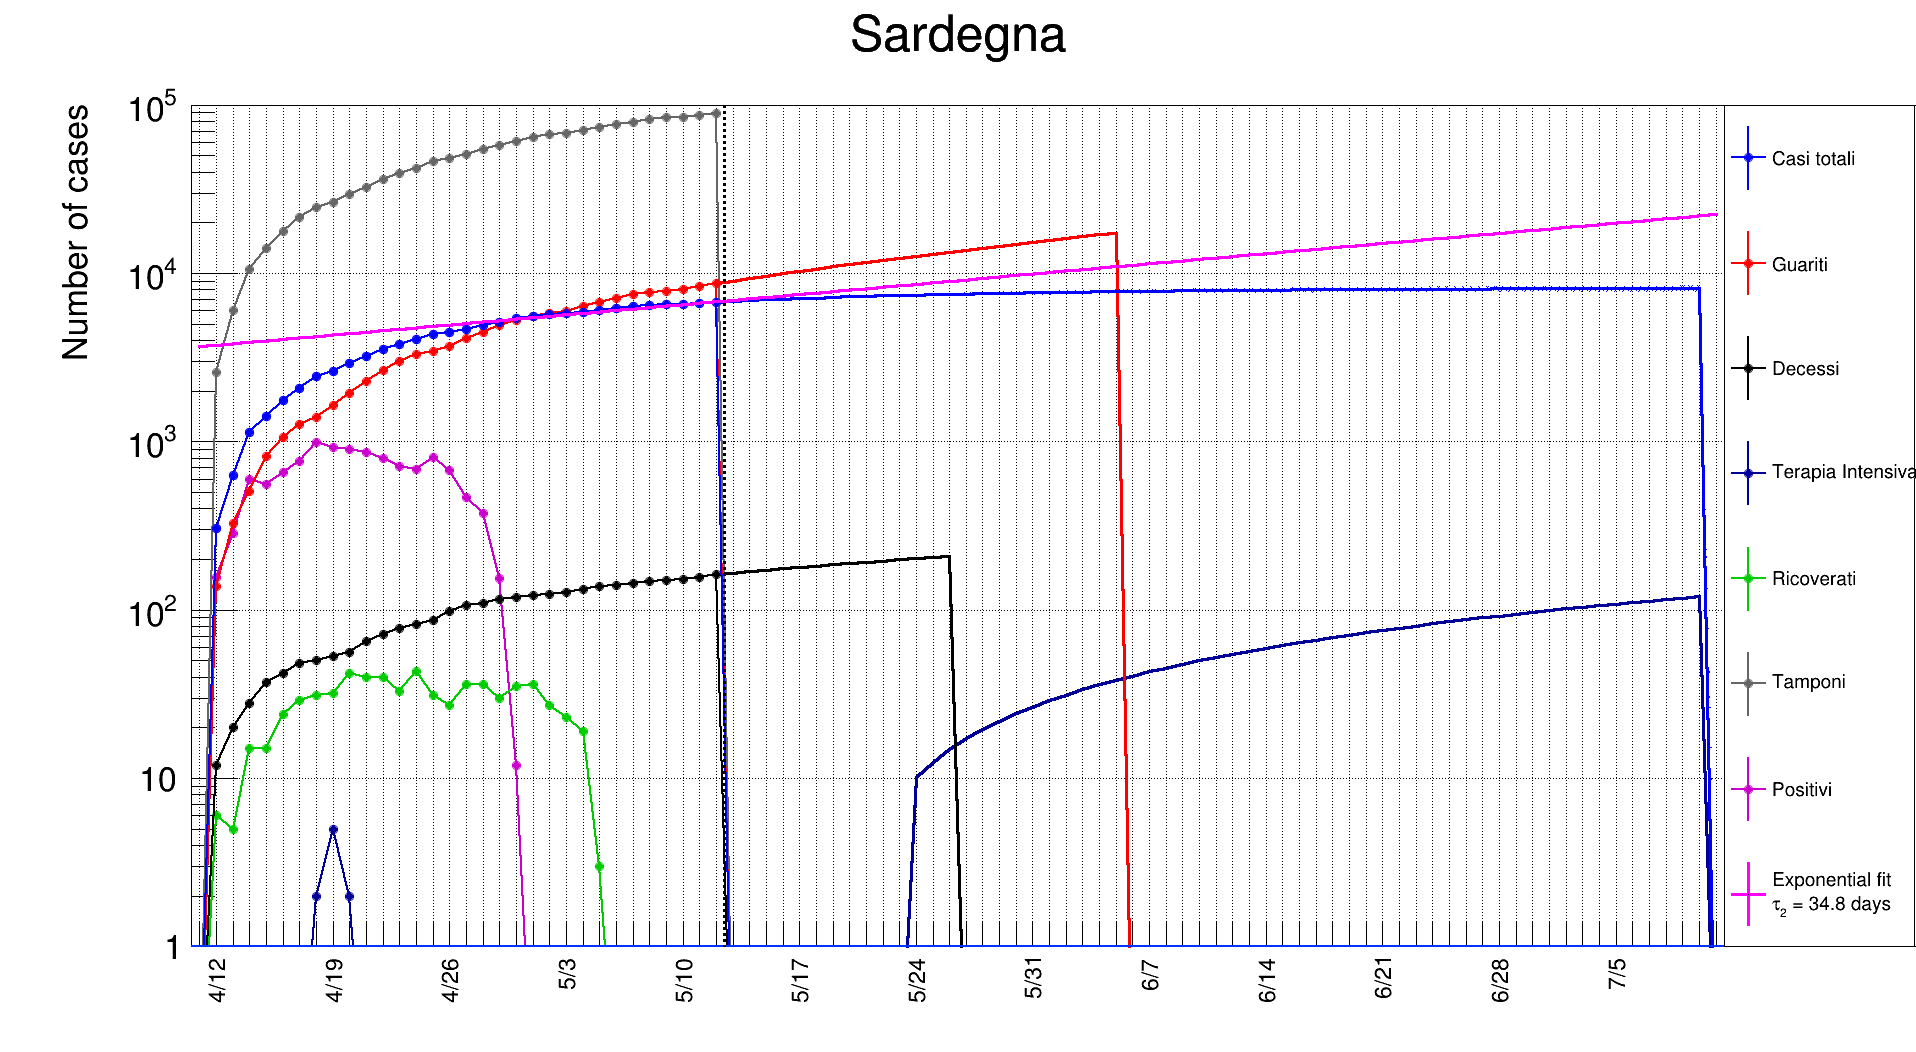 Sardegna
Number of cases
10^5
10^4
10^3
10^2
10
1
4/12
4/19
4/26
5/3
5/10
5/17
5/24
5/31
6/7
6/14
6/21
6/28
7/5
Casi totali
Guariti
Decessi
Terapia Intensiva
Ricoverati
Tamponi
Positivi
Exponential fit
τ₂ = 34.8 days